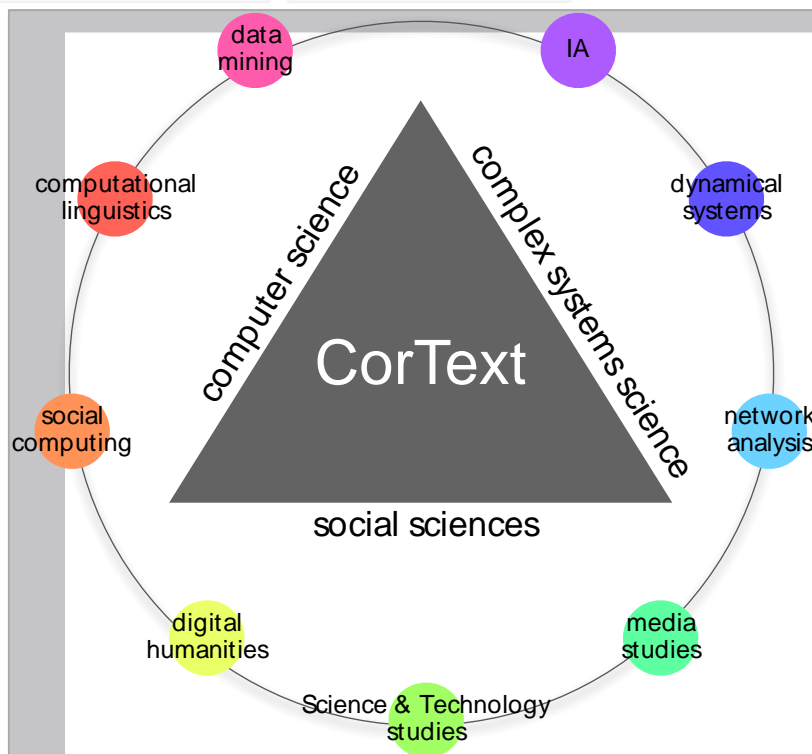 data
mining
IA
computational
linguistics
dynamical
systems
computer science
complex systems science
CorText
social
computing
network
analysis
social sciences
digital
humanities
media
studies
Science & Technology
studies